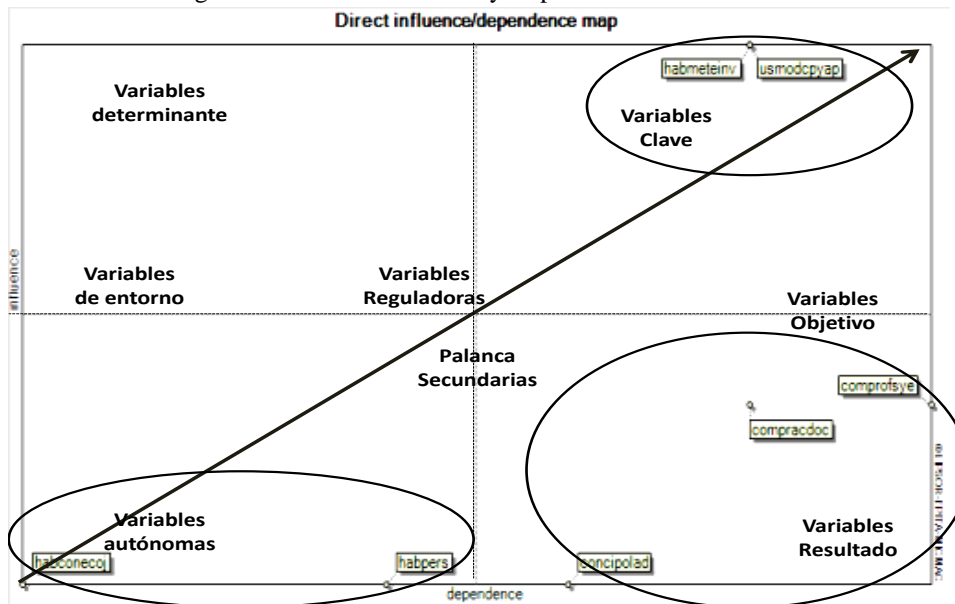 Direct influence/dependence map
habmeteinv
usmodcpyap
Variables
determinante
Variables
Clave
influence
Variables
de entorno
Variables
Reguladoras
Variables
Objetivo
Palanca
Secundarias
comprofsye
compracdoc
Variables
autónomas
Variables
Resultado
habconecoj
habpers
concipolad
dependence